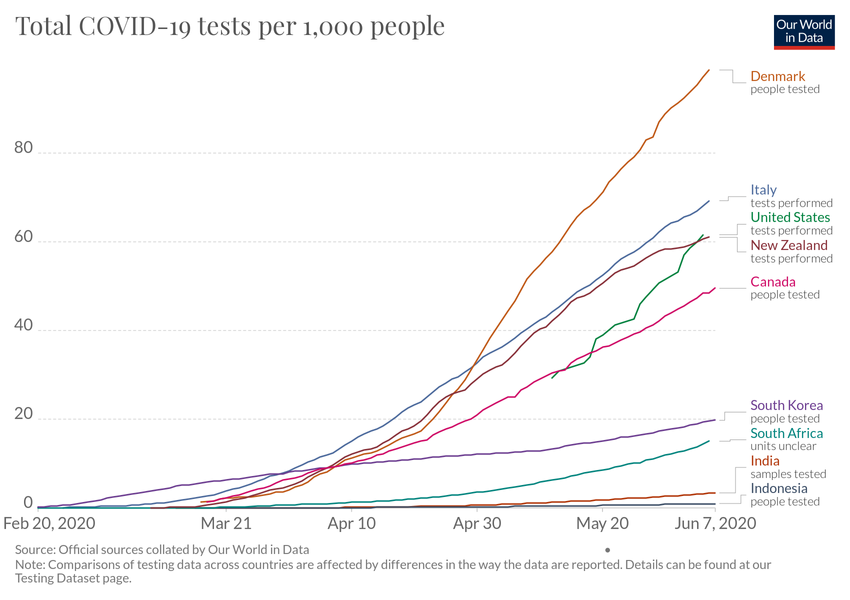 Total COVID-19 tests per 1,000 people
Our World
in Data
Denmark
people tested
80
Italy
tests performed
United States
tests performed
60
New Zealand
tests performed
Canada
people tested
40
South Korea
people tested
20
South Africa
units unclear
India
samples tested
Indonesia
people tested
0
Feb 20, 2020
Mar 21
Apr 10
Apr 30
May 20
Jun 7, 2020
Source: Official sources collated by Our World in Data
Note: Comparisons of testing data across countries are affected by differences in the way the data are reported. Details can be found at our
Testing Dataset page.